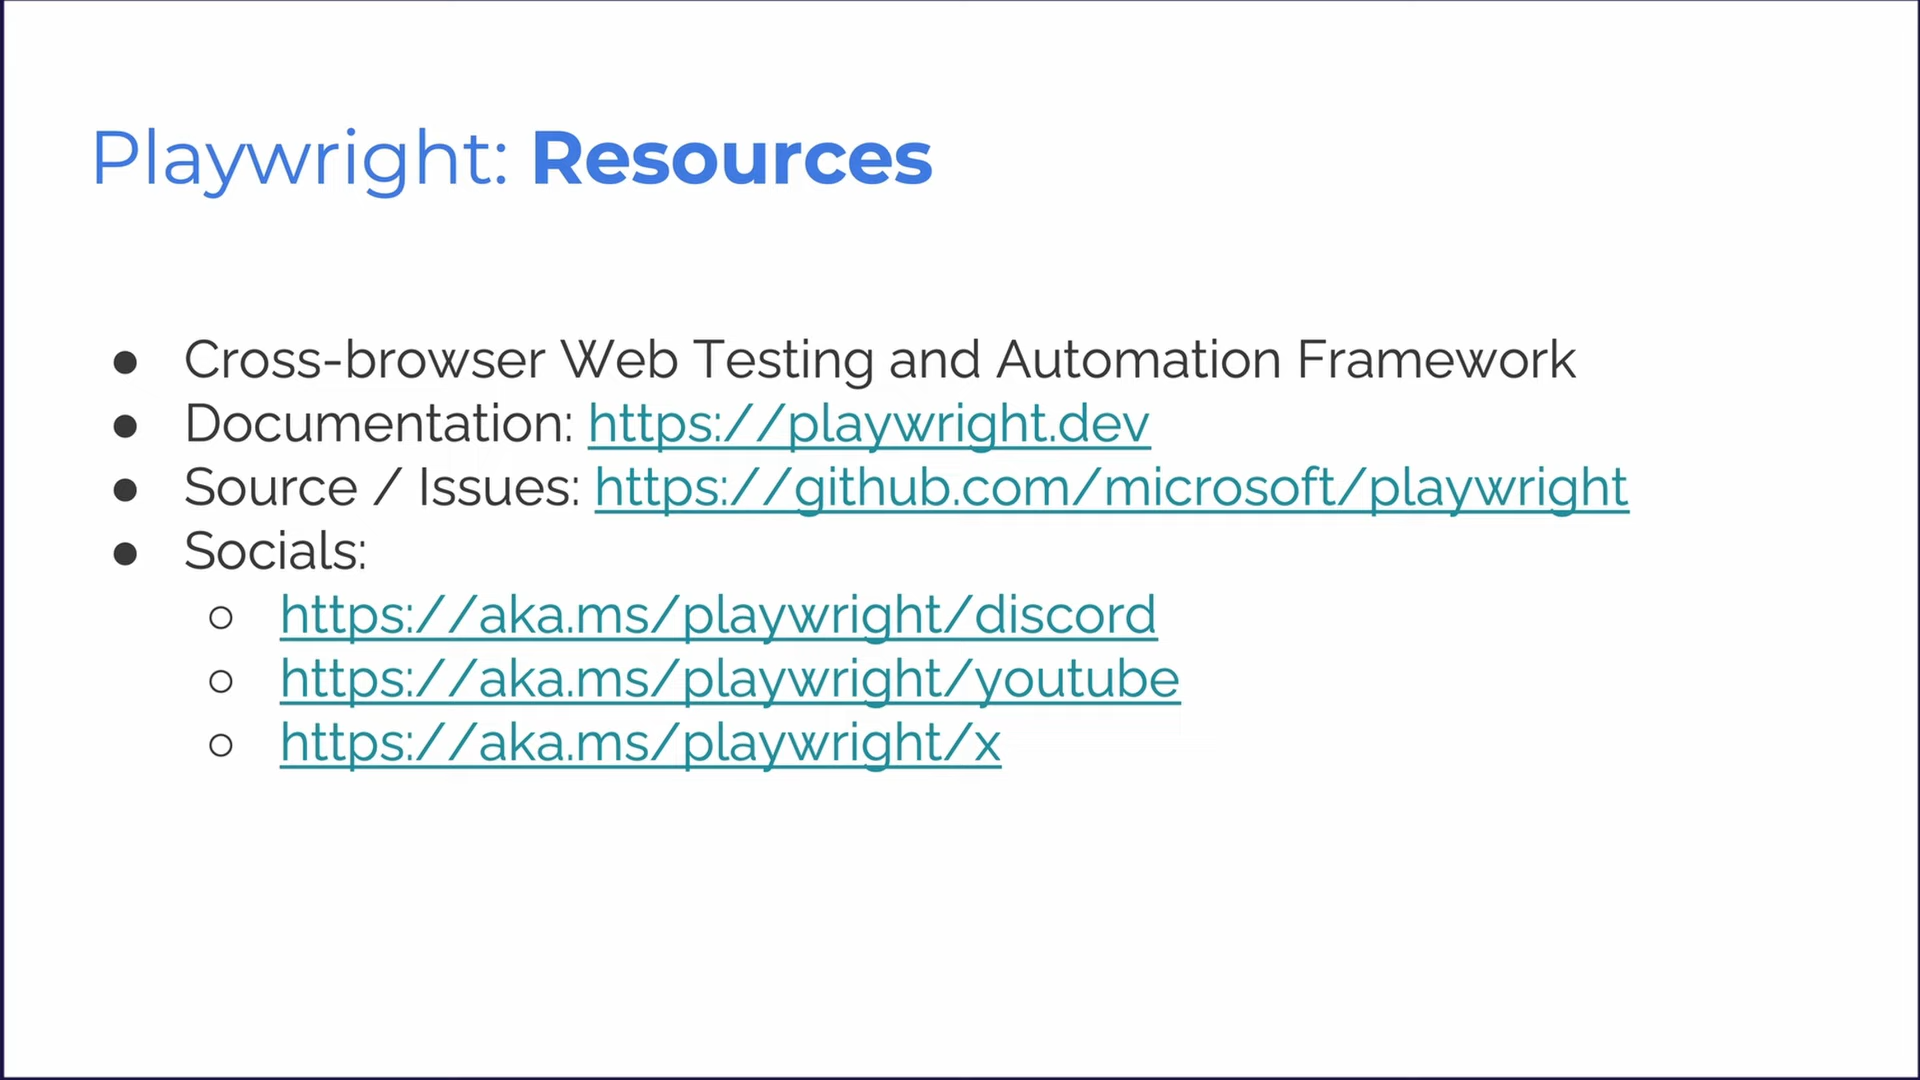 Playwright: Resources
● Cross-browser Web Testing and Automation Framework
● Documentation: https://playwright.dev
● Source / Issues: https://github.com/microsoft/playwright
● Socials:
○ https://aka.ms/playwright/discord
○ https://aka.ms/playwright/youtube
○ https://aka.ms/playwright/x